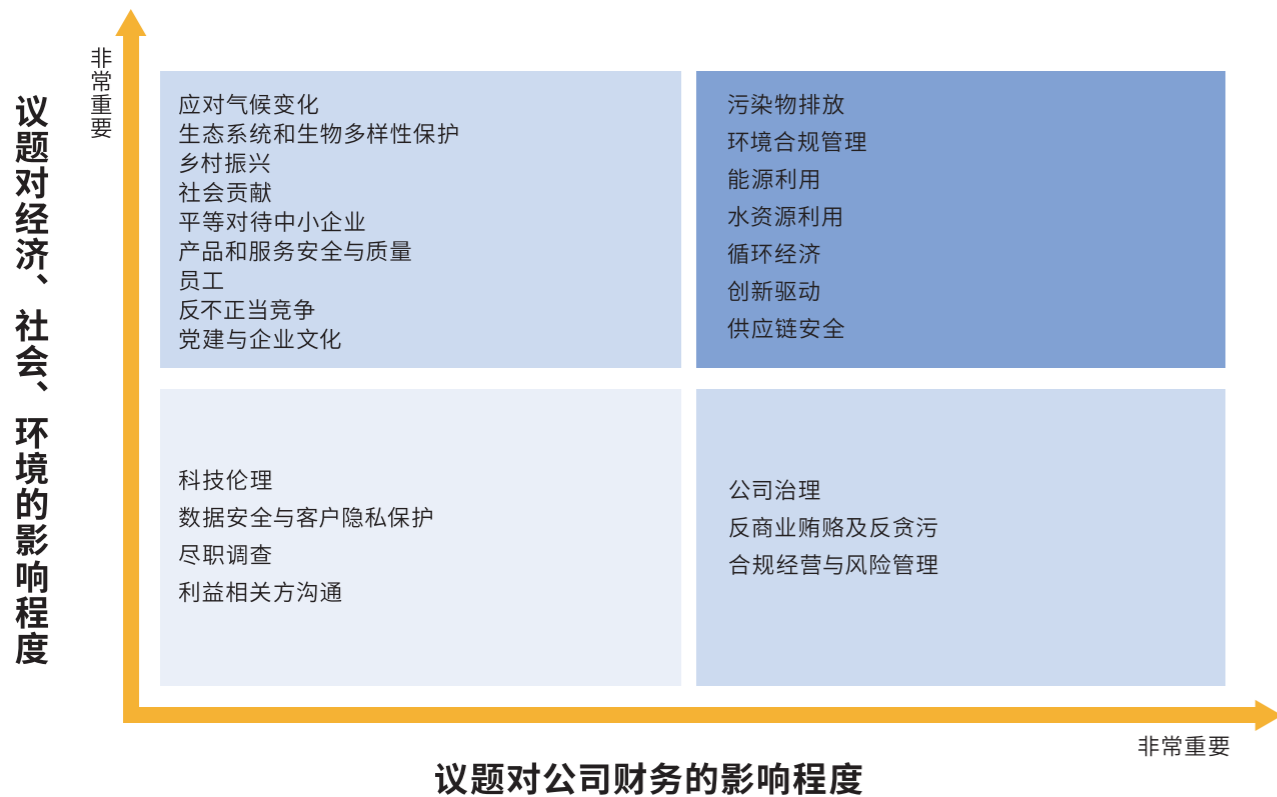 非常重要
议题对经济、社会、环境的影响程度
应对气候变化
生态系统和生物多样性保护
乡村振兴
社会贡献
平等对待中小企业
产品和服务安全与质量
员工
反不正当竞争
党建与企业文化
污染物排放
环境合规管理
能源利用
水资源利用
循环经济
创新驱动
供应链安全
科技伦理
数据安全与客户隐私保护
尽职调查
利益相关方沟通
公司治理
反商业贿赂及反贪污
合规经营与风险管理
非常重要
议题对公司财务的影响程度